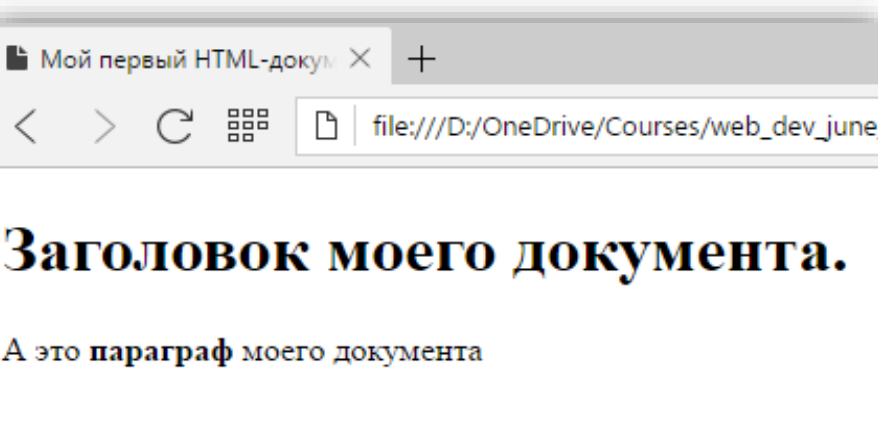 Мой первый HTML-докум
file:///D:/OneDrive/Courses/web_dev_june
Заголовок моего документа.
А это параграф моего документа